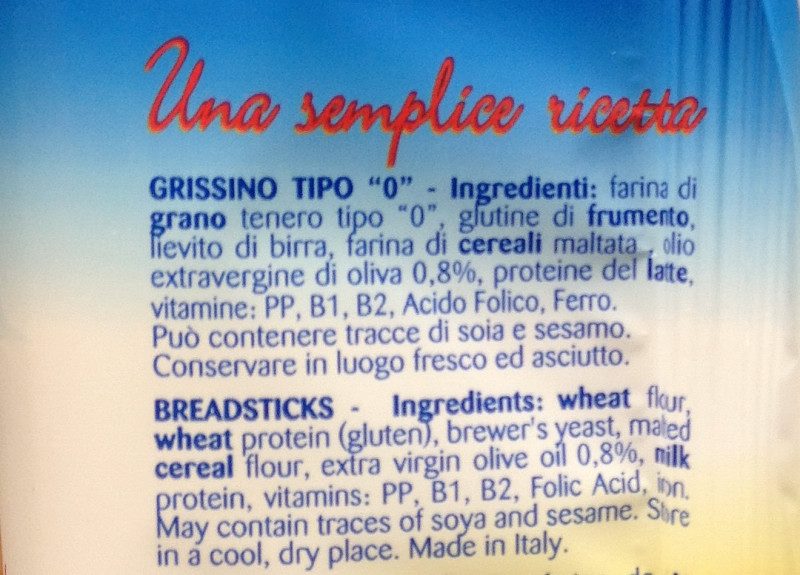 Una semplice ricetta
GRISSINO TIPO “0” - Ingredienti: farina di
grano tenero tipo “0”, glutine di frumento,
lievito di birra, farina di cereali maltata , olio
extravergine di oliva 0,8%, proteine del latte,
vitamine: PP, B1, B2, Acido Folico, Ferro.
Può contenere tracce di soia e sesamo.
Conservare in luogo fresco ed asciutto.
BREADSTICKS - Ingredients: wheat flour,
wheat protein (gluten), brewer's yeast, malted
cereal flour, extra virgin olive oil 0,8%, milk
protein, vitamins: PP, B1, B2, Folic Acid, iron.
May contain traces of soya and sesame. Store
in a cool, dry place. Made in Italy.